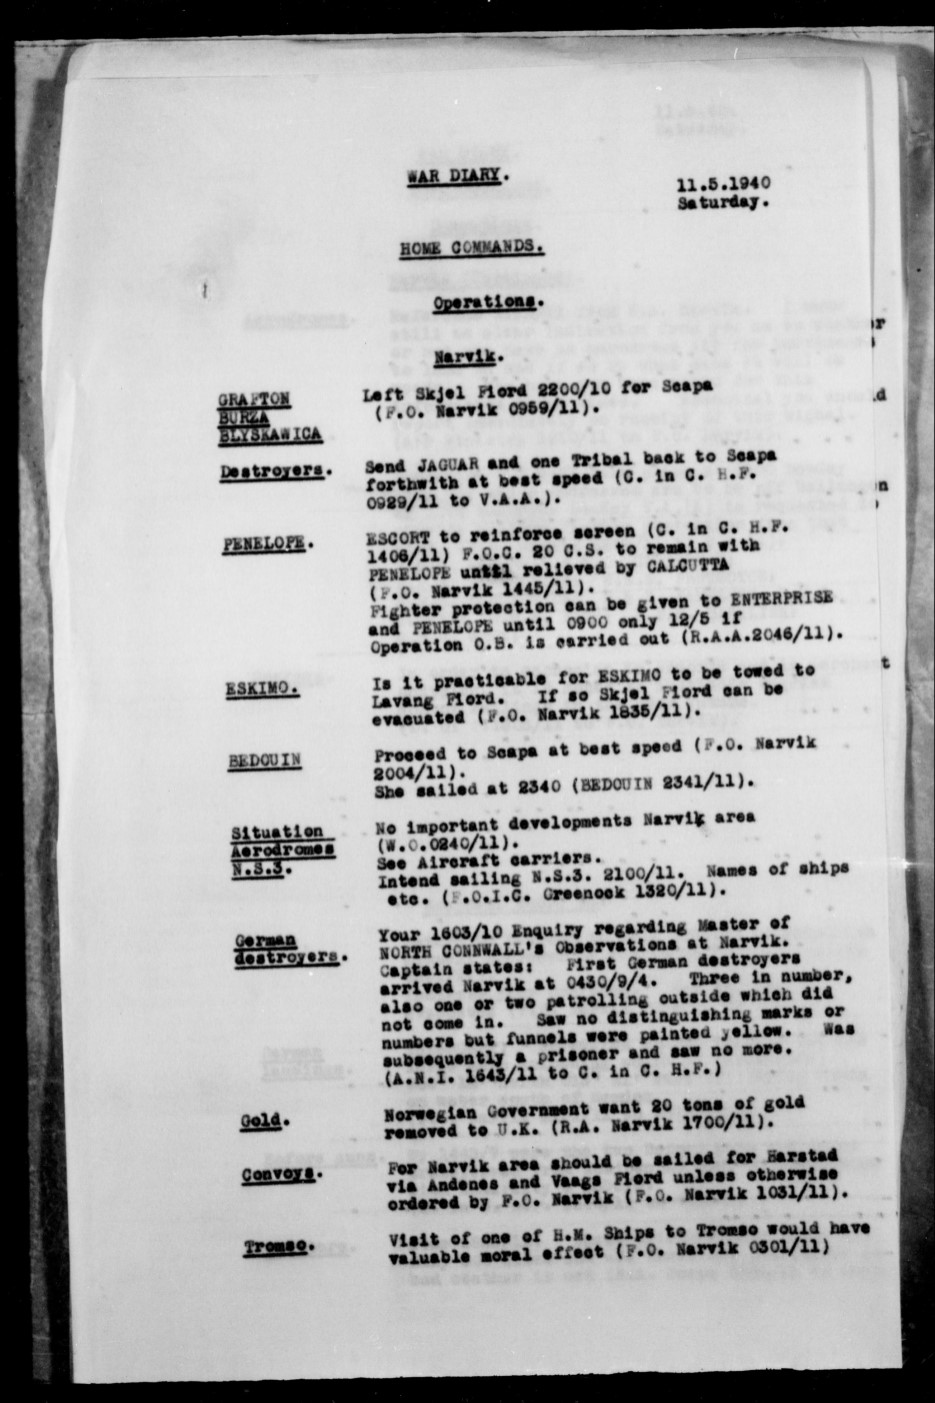 WAR DIARY.
11.5.1940
Saturday.
HOME COMMANDS.
Operations.
Narvik.
GRAFTON
BURZA
BLYSKAWICA
Left Skjel Fiord 2200/10 for Scapa
(F.O. Narvik 0959/11).
Destroyers.
Send JAGUAR and one Tribal back to Scapa
forthwith at best speed (C. in C. H.F.
0929/11 to V.A.A.).
PENELOPE.
ESCORT to reinforce screen (C. in C. H.F.
1406/11) F.O.C. 20 C.S. to remain with
PENELOPE until relieved by CALCUTTA
(F.O. Narvik 1445/11).
Fighter protection can be given to ENTERPRISE
and PENELOPE until 0900 only 12/5 if
Operation O.B. is carried out (R.A.A.2046/11).
ESKIMO.
Is it practicable for ESKIMO to be towed to
Lavang Fiord. If so Skjel Fiord can be
evacuated (F.O. Narvik 1835/11).
BEDOUIN
Proceed to Scapa at best speed (F.O. Narvik
2004/11).
She sailed at 2340 (BEDOUIN 2341/11).
Situation
Aerodromes
N.S.3.
No important developments Narvik area
(W.O.0240/11).
See Aircraft carriers.
Intend sailing N.S.3. 2100/11. Names of ships
etc. (F.O.I.C. Greenock 1320/11).
German
destroyers.
Your 1603/10 Enquiry regarding Master of
NORTH CONNWALL's Observations at Narvik.
Captain states: First German destroyers
arrived Narvik at 0430/9/4. Three in number,
also one or two patrolling outside which did
not come in. Saw no distinguishing marks or
numbers but funnels were painted yellow. Was
subsequently a prisoner and saw no more.
(A.N.I. 1643/11 to C. in C. H.F.)
Gold.
Norwegian Government want 20 tons of gold
removed to U.K. (R.A. Narvik 1700/11).
Convoys.
For Narvik area should be sailed for Harstad
via Andenes and Vaags Fiord unless otherwise
ordered by F.O. Narvik (F.O. Narvik 1031/11).
Tromso.
Visit of one of H.M. Ships to Tromso would have
valuable moral effect (F.O. Narvik 0301/11)